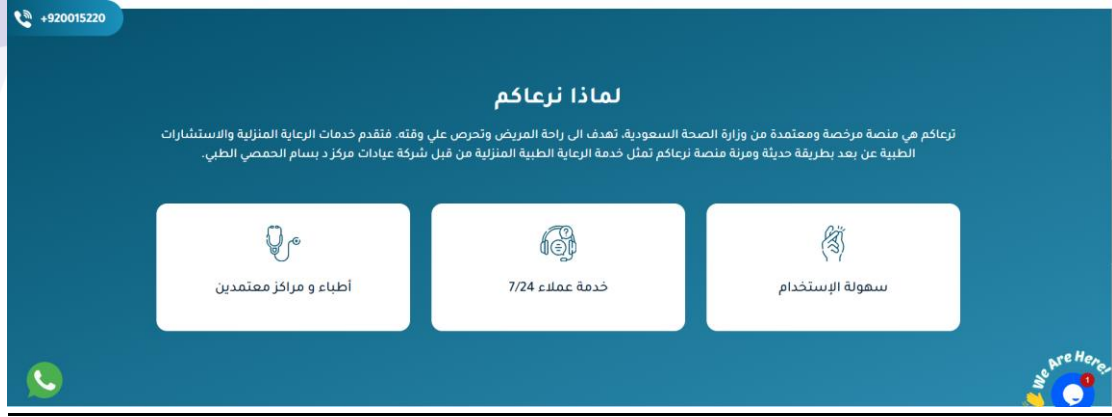 +920015220
لماذا نرعاكم
ترعاكم هي منصة مرخصة ومعتمدة من وزارة الصحة السعودية، تهدف الى راحة المريض وتحرص علي وقته. فتقدم خدمات الرعاية المنزلية والاستشارات
الطبية عن بعد بطريقة حديثة ومرنة منصة نرعاكم تمثل خدمة الرعاية الطبية المنزلية من قبل شركة عيادات مركز د بسام الحمصي الطبي.
سهولة الإستخدام
خدمة عملاء 7/24
أطباء و مراكز معتمدين
We Are Here!
1